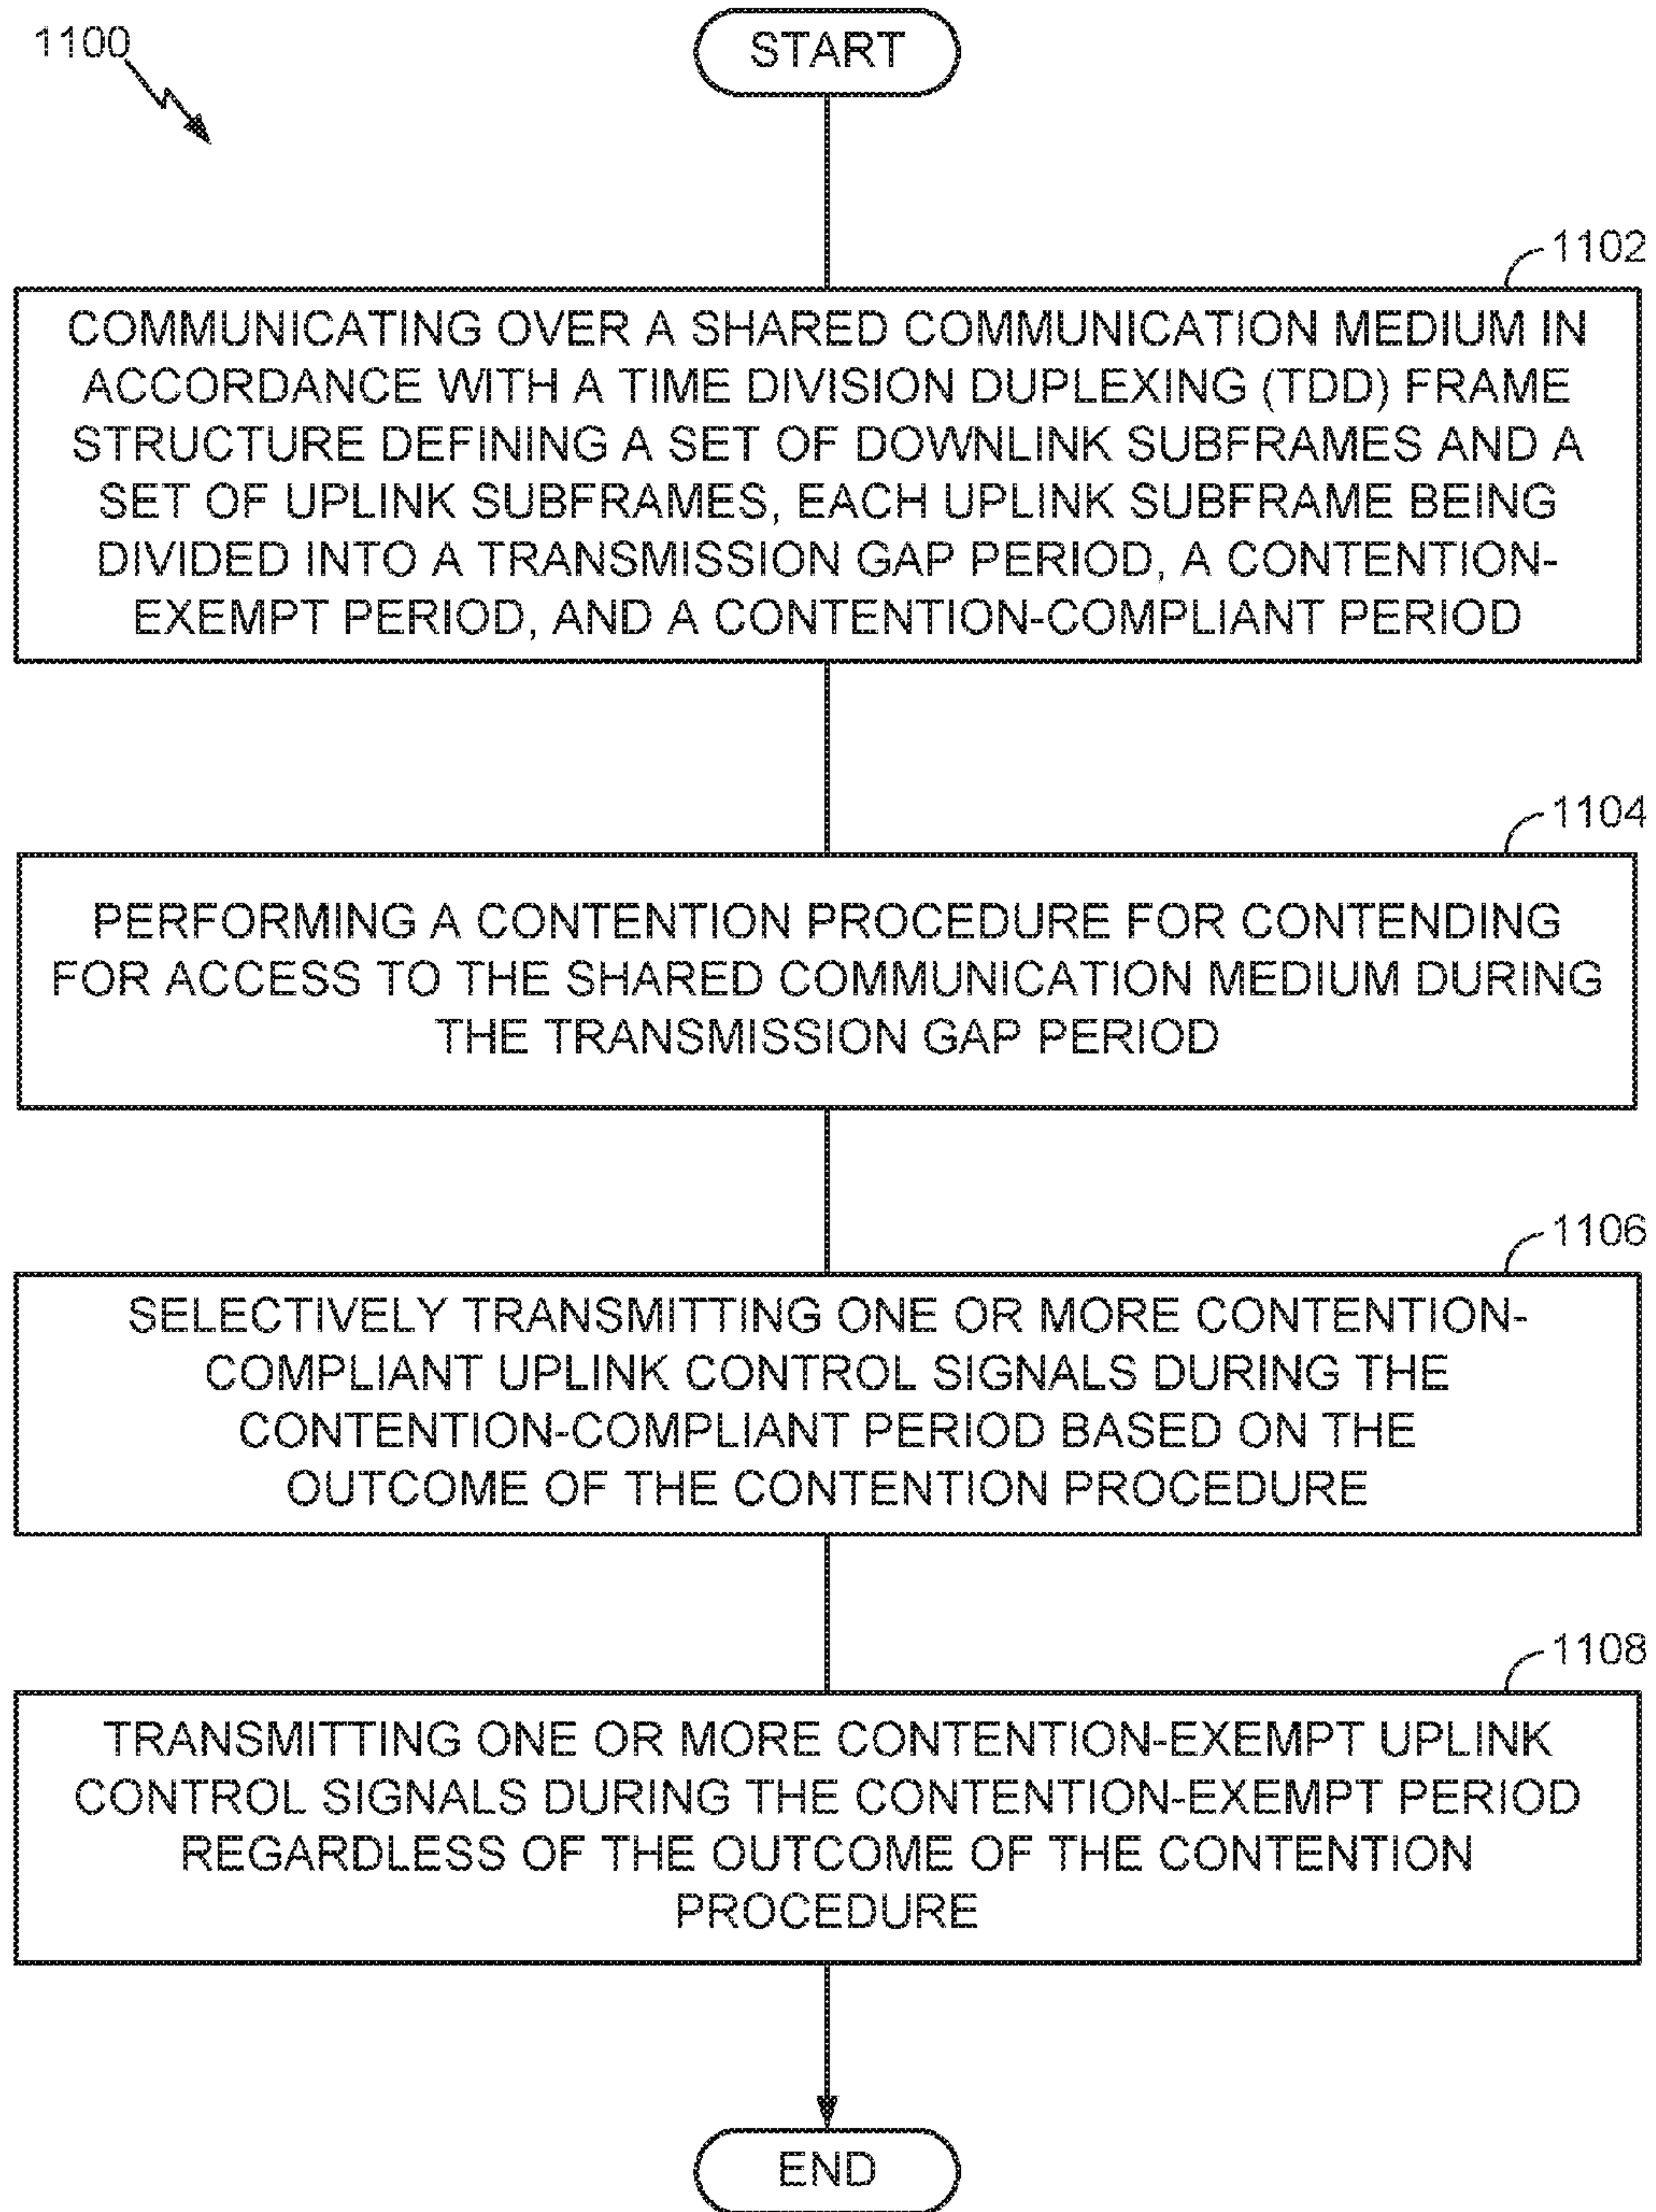 1100
START
1102
COMMUNICATING OVER A SHARED COMMUNICATION MEDIUM IN
ACCORDANCE WITH A TIME DIVISION DUPLEXING (TDD) FRAME
STRUCTURE DEFINING A SET OF DOWNLINK SUBFRAMES AND A
SET OF UPLINK SUBFRAMES, EACH UPLINK SUBFRAME BEING
DIVIDED INTO A TRANSMISSION GAP PERIOD, A CONTENTION-
EXEMPT PERIOD, AND A CONTENTION-COMPLIANT PERIOD
1104
PERFORMING A CONTENTION PROCEDURE FOR CONTENDING
FOR ACCESS TO THE SHARED COMMUNICATION MEDIUM DURING
THE TRANSMISSION GAP PERIOD
1106
SELECTIVELY TRANSMITTING ONE OR MORE CONTENTION-
COMPLIANT UPLINK CONTROL SIGNALS DURING THE
CONTENTION-COMPLIANT PERIOD BASED ON THE
OUTCOME OF THE CONTENTION PROCEDURE
1108
TRANSMITTING ONE OR MORE CONTENTION-EXEMPT UPLINK
CONTROL SIGNALS DURING THE CONTENTION-EXEMPT PERIOD
REGARDLESS OF THE OUTCOME OF THE CONTENTION
PROCEDURE
END